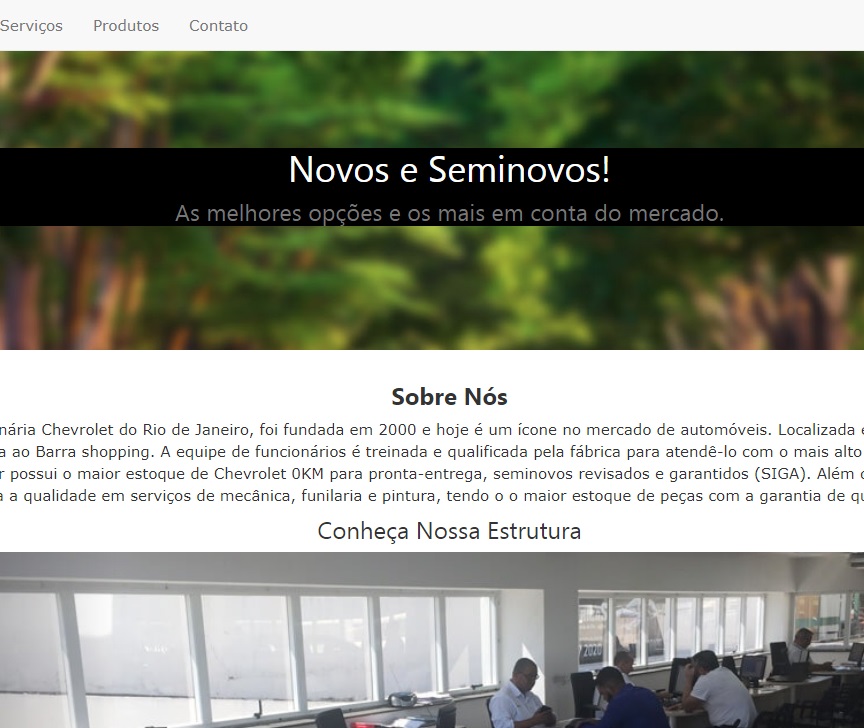 Serviços Produtos Contato
Novos e Seminovos!
As melhores opções e os mais em conta do mercado.
Sobre Nós
nária Chevrolet do Rio de Janeiro, foi fundada em 2000 e hoje é um ícone no mercado de automóveis. Localizada
a ao Barra shopping. A equipe de funcionários é treinada e qualificada pela fábrica para atendê-lo com o mais alto
r possui o maior estoque de Chevrolet 0KM para pronta-entrega, seminovos revisados e garantidos (SIGA). Além
a a qualidade em serviços de mecânica, funilaria e pintura, tendo o o maior estoque de peças com a garantia de
Conheça Nossa Estrutura
2020